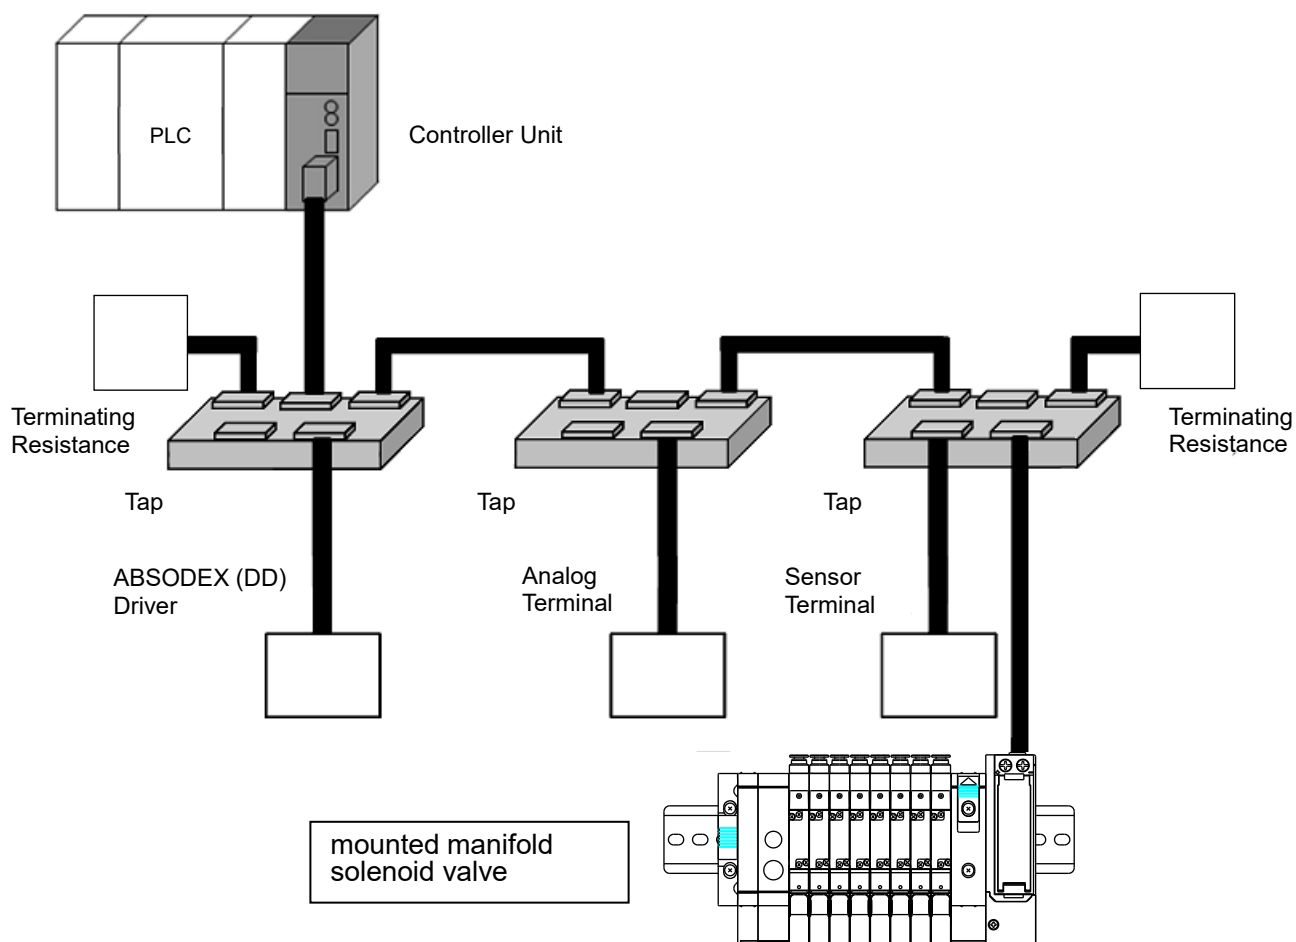 PLC
Controller Unit
Terminating
Resistance
Terminating
Resistance
Tap
Tap
Tap
ABSODEX (DD)
Driver
Analog
Terminal
Sensor
Terminal
mounted manifold
solenoid valve